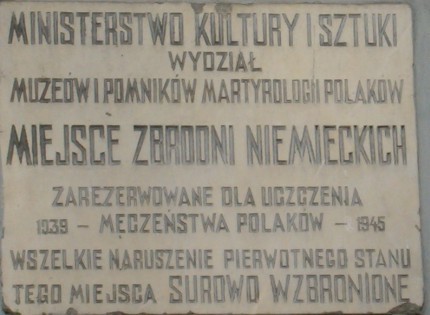 MINISTERSTWO KULTURY I SZTUKI
WYDZIAŁ
MUZEÓW I POMNIKÓW MARTYROLOGII POLAKÓW
MIEJSCE ZBRODNI NIEMIECKICH
ZAREZERWOWANE DLA UCZCZENIA
1939 – MĘCZEŃSTWA POLAKÓW – 1945
WSZELKIE NARUSZENIE PIERWOTNEGO STANU
TEGO MIEJSCA SUROWO WZBRONIONE